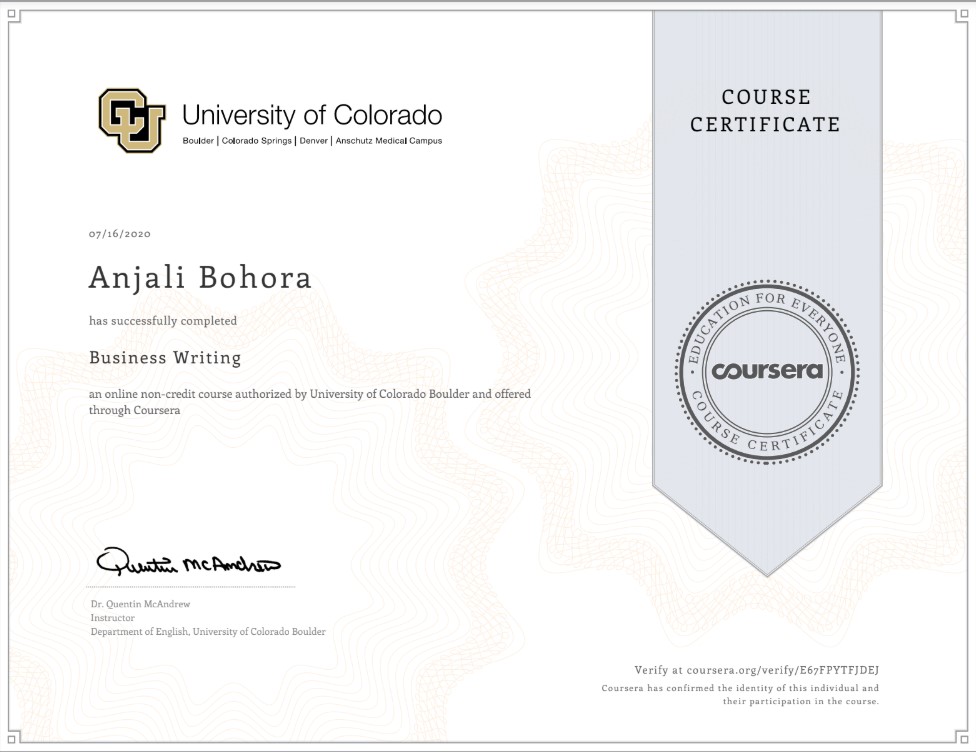 CU
University of Colorado
Boulder | Colorado Springs | Denver | Anschutz Medical Campus
COURSE
CERTIFICATE
07/16/2020
Anjali Bohora
has successfully completed
Business Writing
an online non-credit course authorized by University of Colorado Boulder and offered
through Coursera
EDUCATION FOR EVERYONE
coursera
COURSE CERTIFICATE
Quentin McAndrew
Dr. Quentin McAndrew
Instructor
Department of English, University of Colorado Boulder
Verify at coursera.org/verify/E67FPYTFJDEJ
Coursera has confirmed the identity of this individual and
their participation in the course.